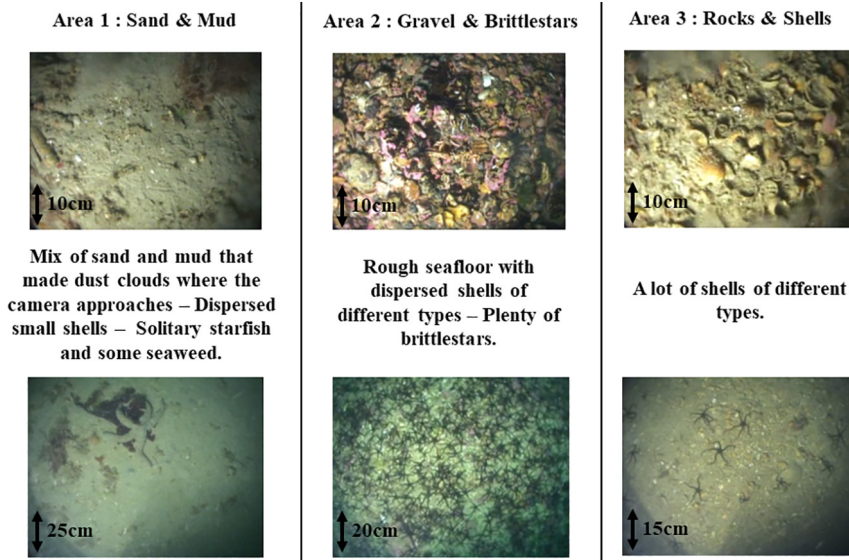 Area 1 : Sand & Mud
10cm
Mix of sand and mud that
made dust clouds where the
camera approaches – Dispersed
small shells – Solitary starfish
and some seaweed.
25cm
Area 2 : Gravel & Brittlestars
10cm
Rough seafloor with
dispersed shells of
different types – Plenty of
brittlestars.
20cm
Area 3 : Rocks & Shells
10cm
A lot of shells of different
types.
15cm